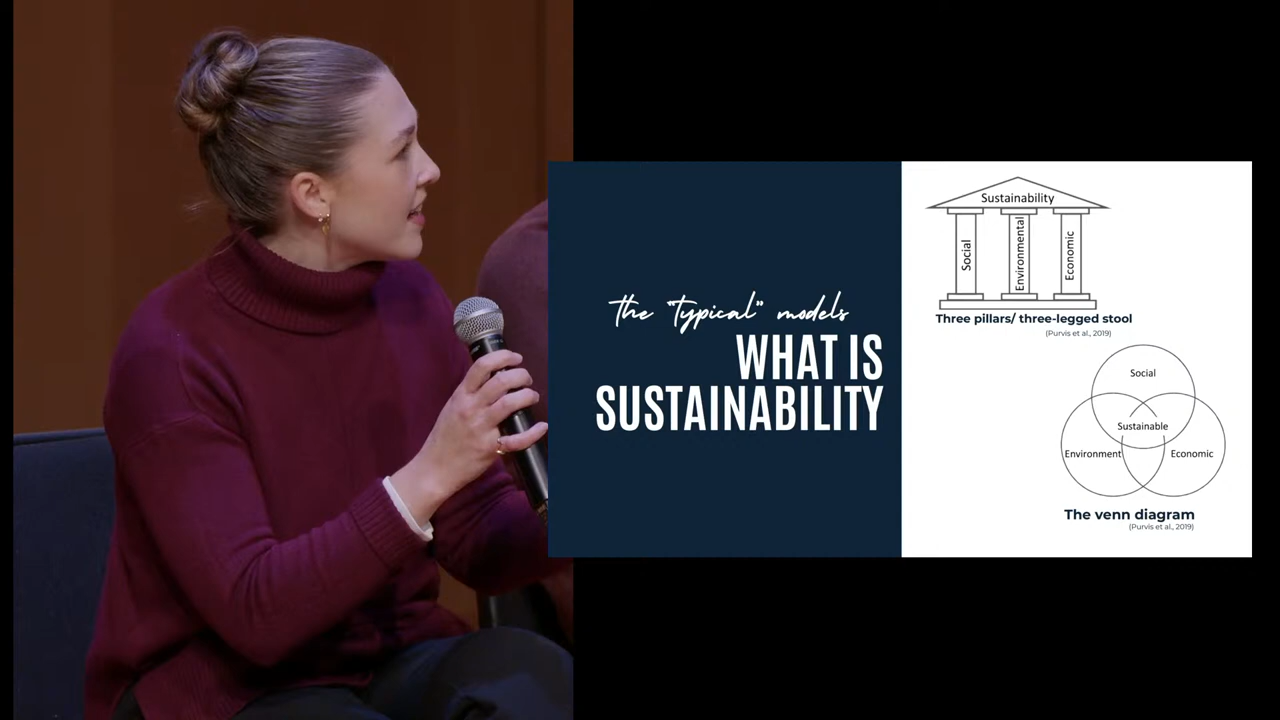 the "typical" models
WHAT IS
SUSTAINABILITY
Sustainability
Social
Environmental
Economic
Three pillars/ three-legged stool
(Purvis et al., 2019)
Social
Sustainable
Environment
Economic
The venn diagram
(Purvis et al., 2019)